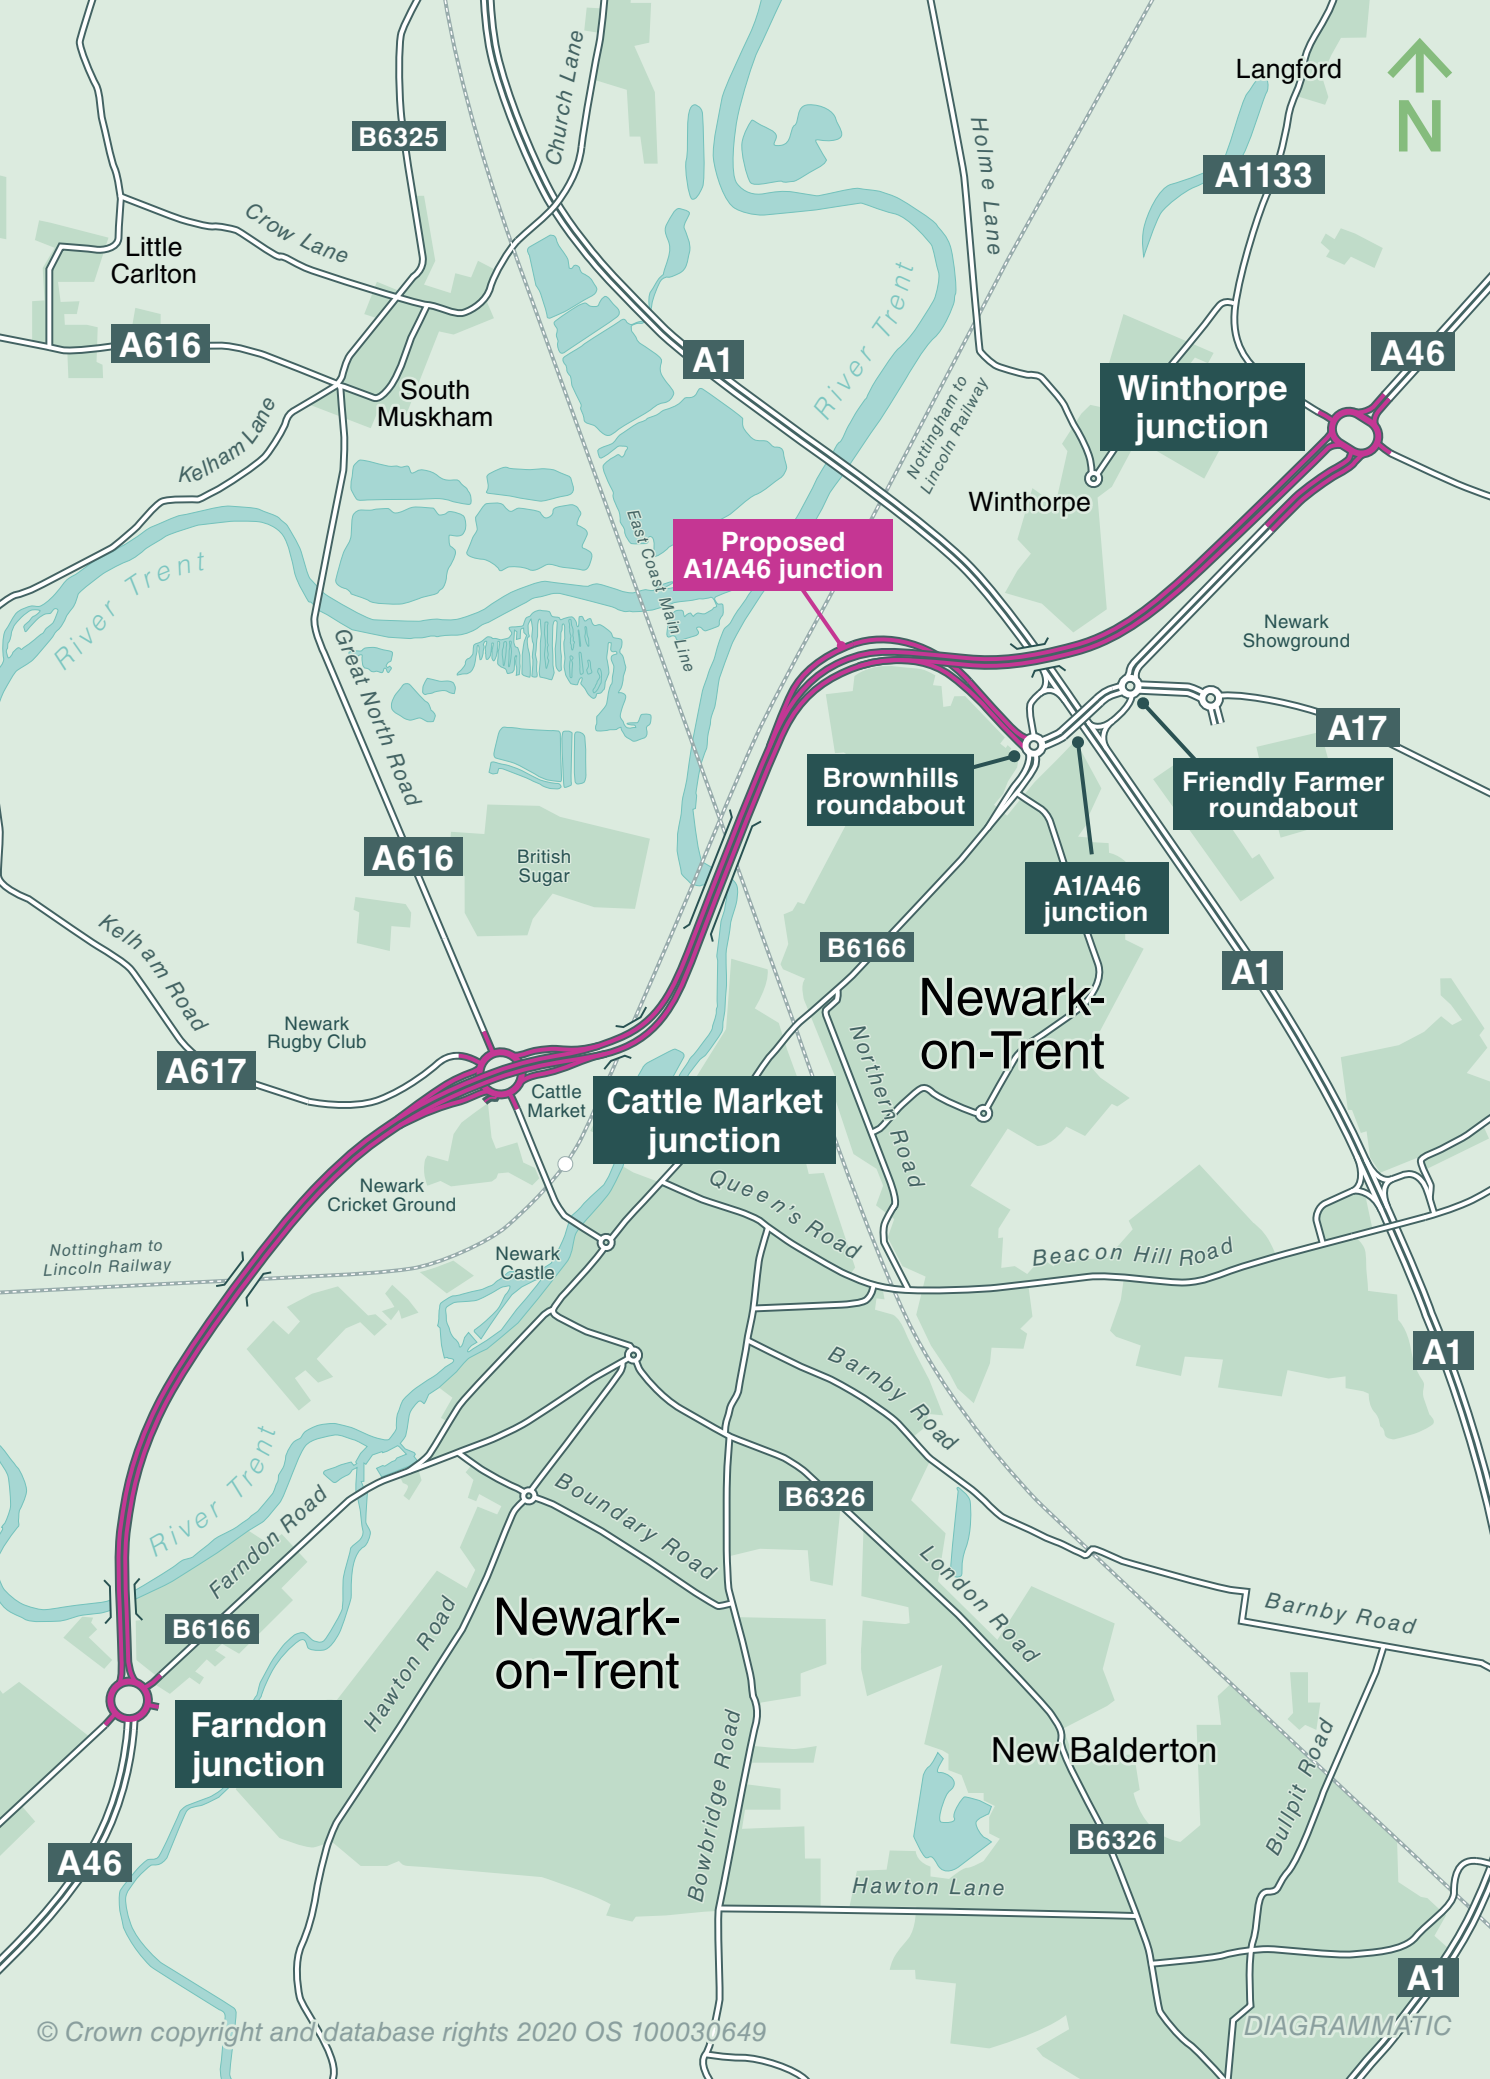 Langford
N
B6325
Church Lane
Holme Lane
A1133
Crow Lane
Little
Carlton
River Trent
A616
A1
A46
South
Muskham
Winthorpe
junction
Kelham Lane
Nottingham to
Lincoln Railway
Winthorpe
East Coast Main Line
Proposed
A1/A46 junction
River Trent
Newark
Showground
Great North Road
A17
Brownhills
roundabout
Friendly Farmer
roundabout
A616
British
Sugar
A1/A46
junction
B6166
Kelham Road
A1
Newark-
on-Trent
Newark
Rugby Club
Northern Road
A617
Cattle
Market
Cattle Market
junction
Newark
Cricket Ground
Queen's Road
Nottingham to
Lincoln Railway
Newark
Castle
Beacon Hill Road
A1
Barnby Road
River Trent
Farndon Road
Boundary Road
B6326
London Road
Barnby Road
B6166
Newark-
on-Trent
Hawton Road
Farndon
junction
New Balderton
Bullpit Road
Bowbridge Road
B6326
A46
Hawton Lane
A1
© Crown copyright and database rights 2020 OS 100030649
DIAGRAMMATIC